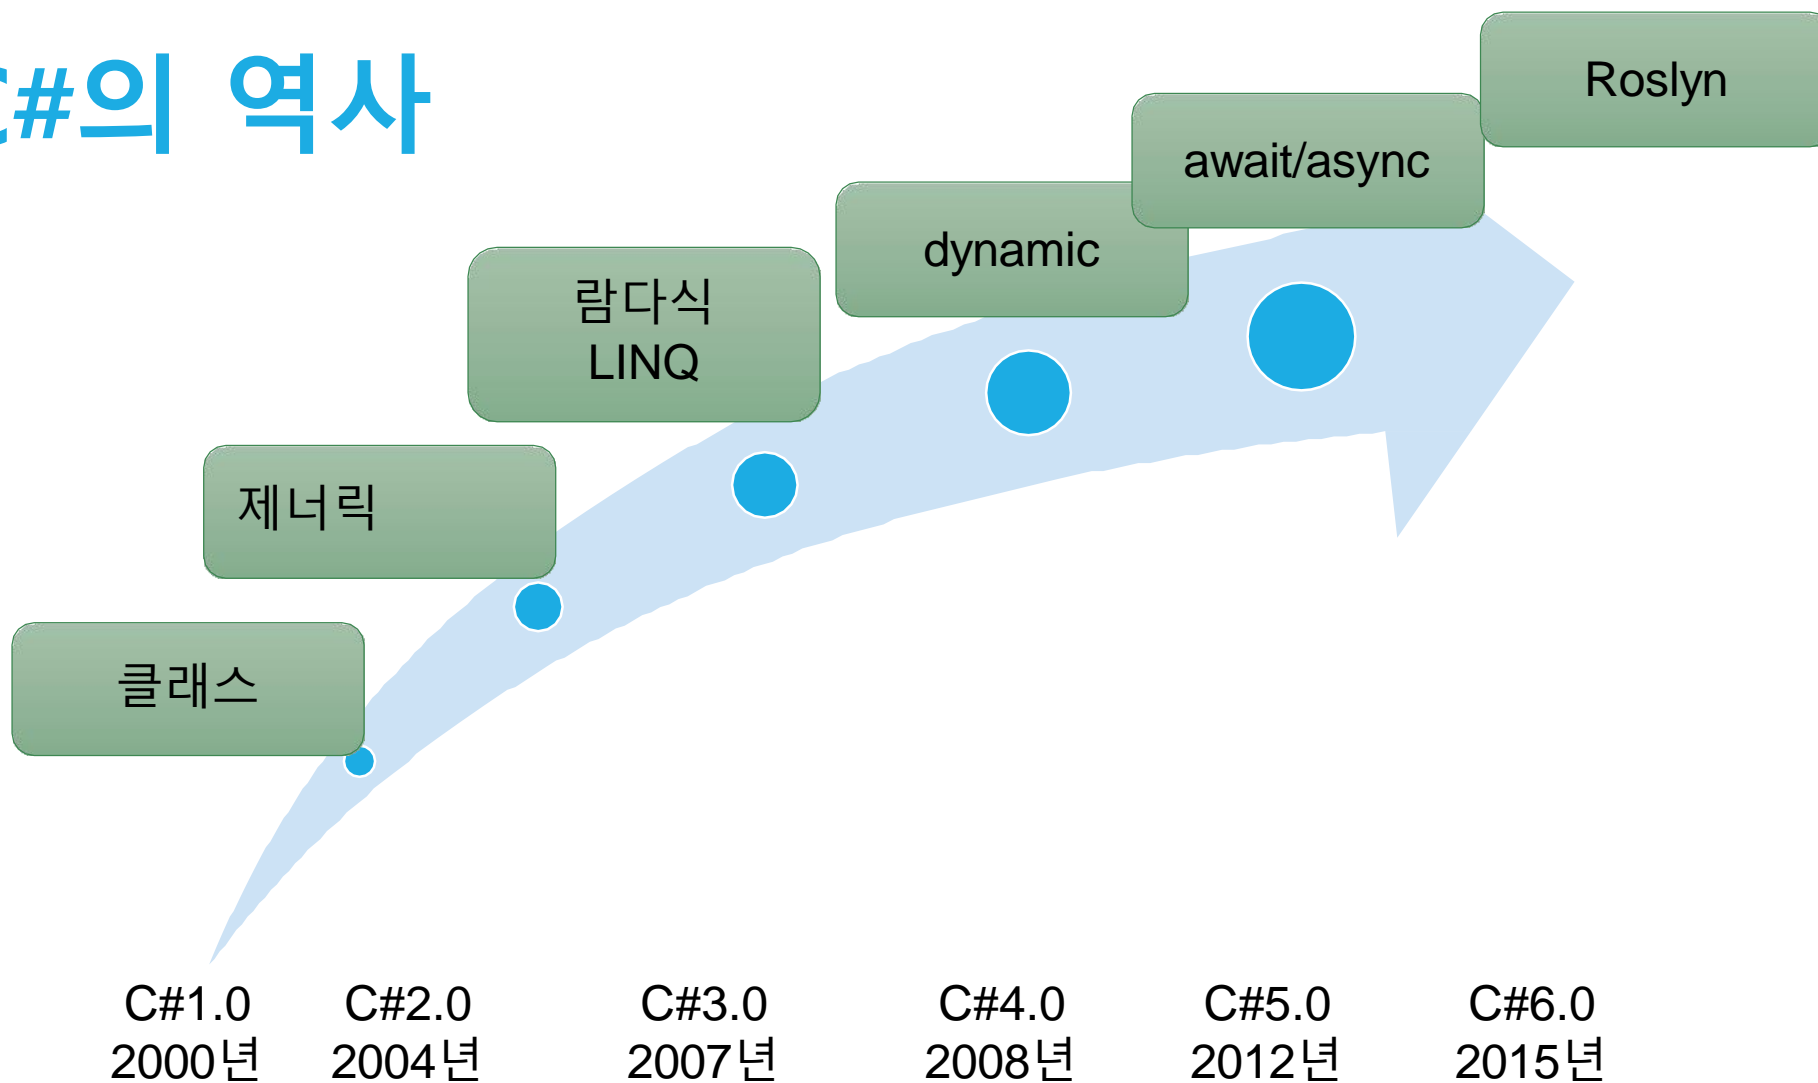 C#의 역사
Roslyn
await/async
dynamic
람다식
LINQ
제너릭
클래스
C#1.0
2000년
C#2.0
2004년
C#3.0
2007년
C#4.0
2008년
C#5.0
2012년
C#6.0
2015년